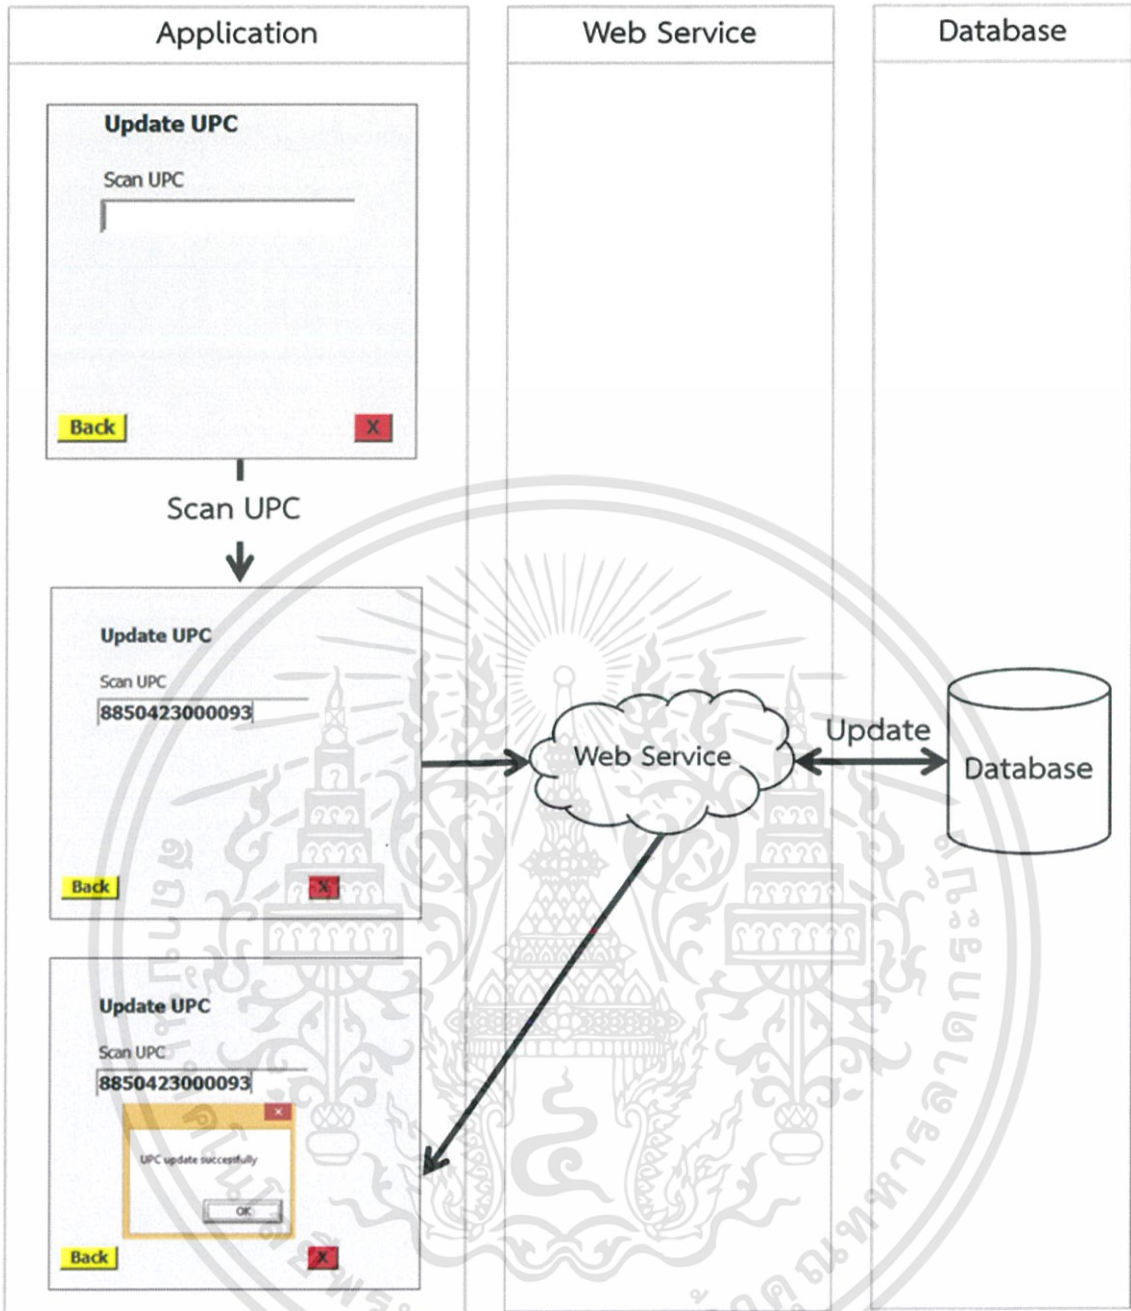 Application
Web Service
Database
Update UPC
Scan UPC
Back
X
Scan UPC
Update UPC
Scan UPC
8850423000093
Back
X
Web Service
Update
Database
Update UPC
Scan UPC
8850423000093
UPC update successfully
OK
Back
X